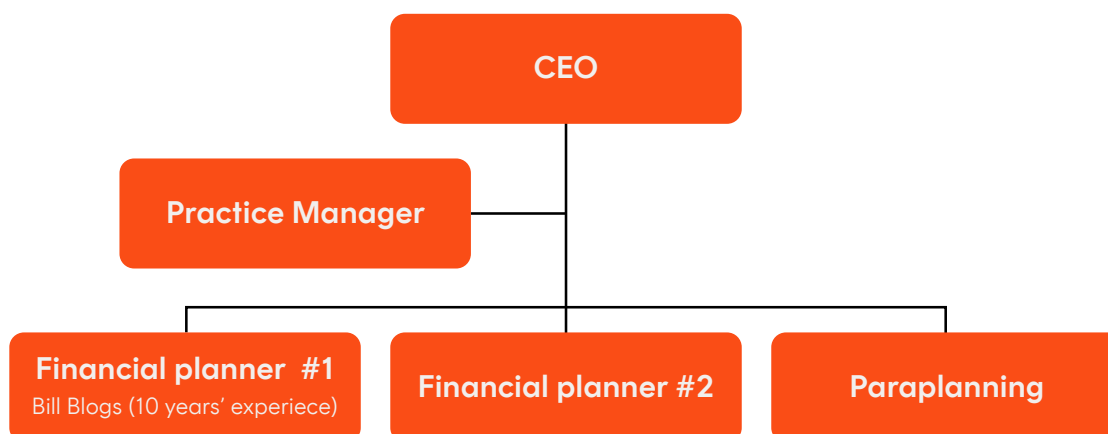 CEO
Practice Manager
Financial planner #1
Bill Blogs (10 years’ experiece)
Financial planner #2
Paraplanning